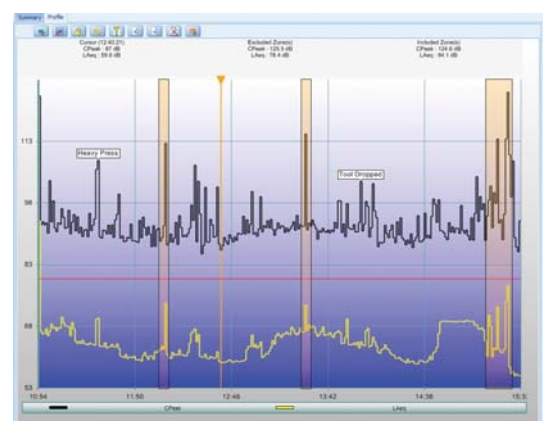 Summary Profile
Cursor (12:40:21)
CPeak : 87 dB
LAeq : 59.6 dB
Excluded Zone(s)
CPeak : 125.5 dB
LAeq : 78.4 dB
Included Zone(s)
CPeak : 124.6 dB
LAeq : 84.1 dB
113
Heavy Press
Tool Dropped
98
83
68
53
10:54 11:50 12:46 13:42 14:38
CPeak LAeq